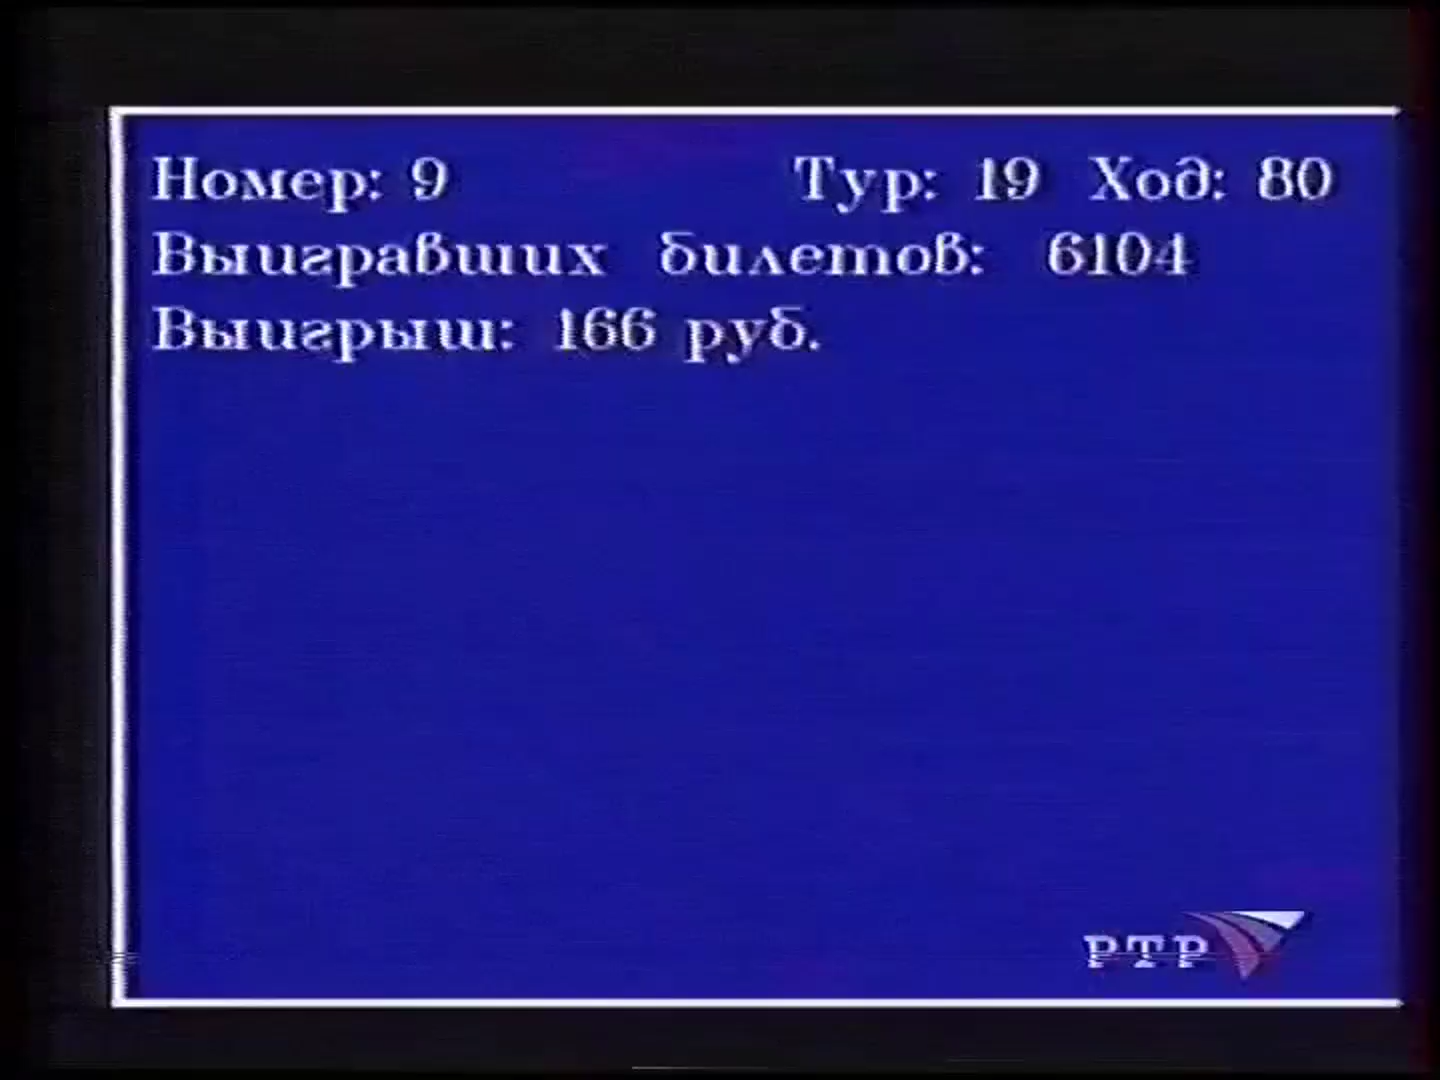 Номер: 9 Тур: 19 Ход: 80
Выигравших билетов: 6104
Выигрыш: 166 руб.
РТР